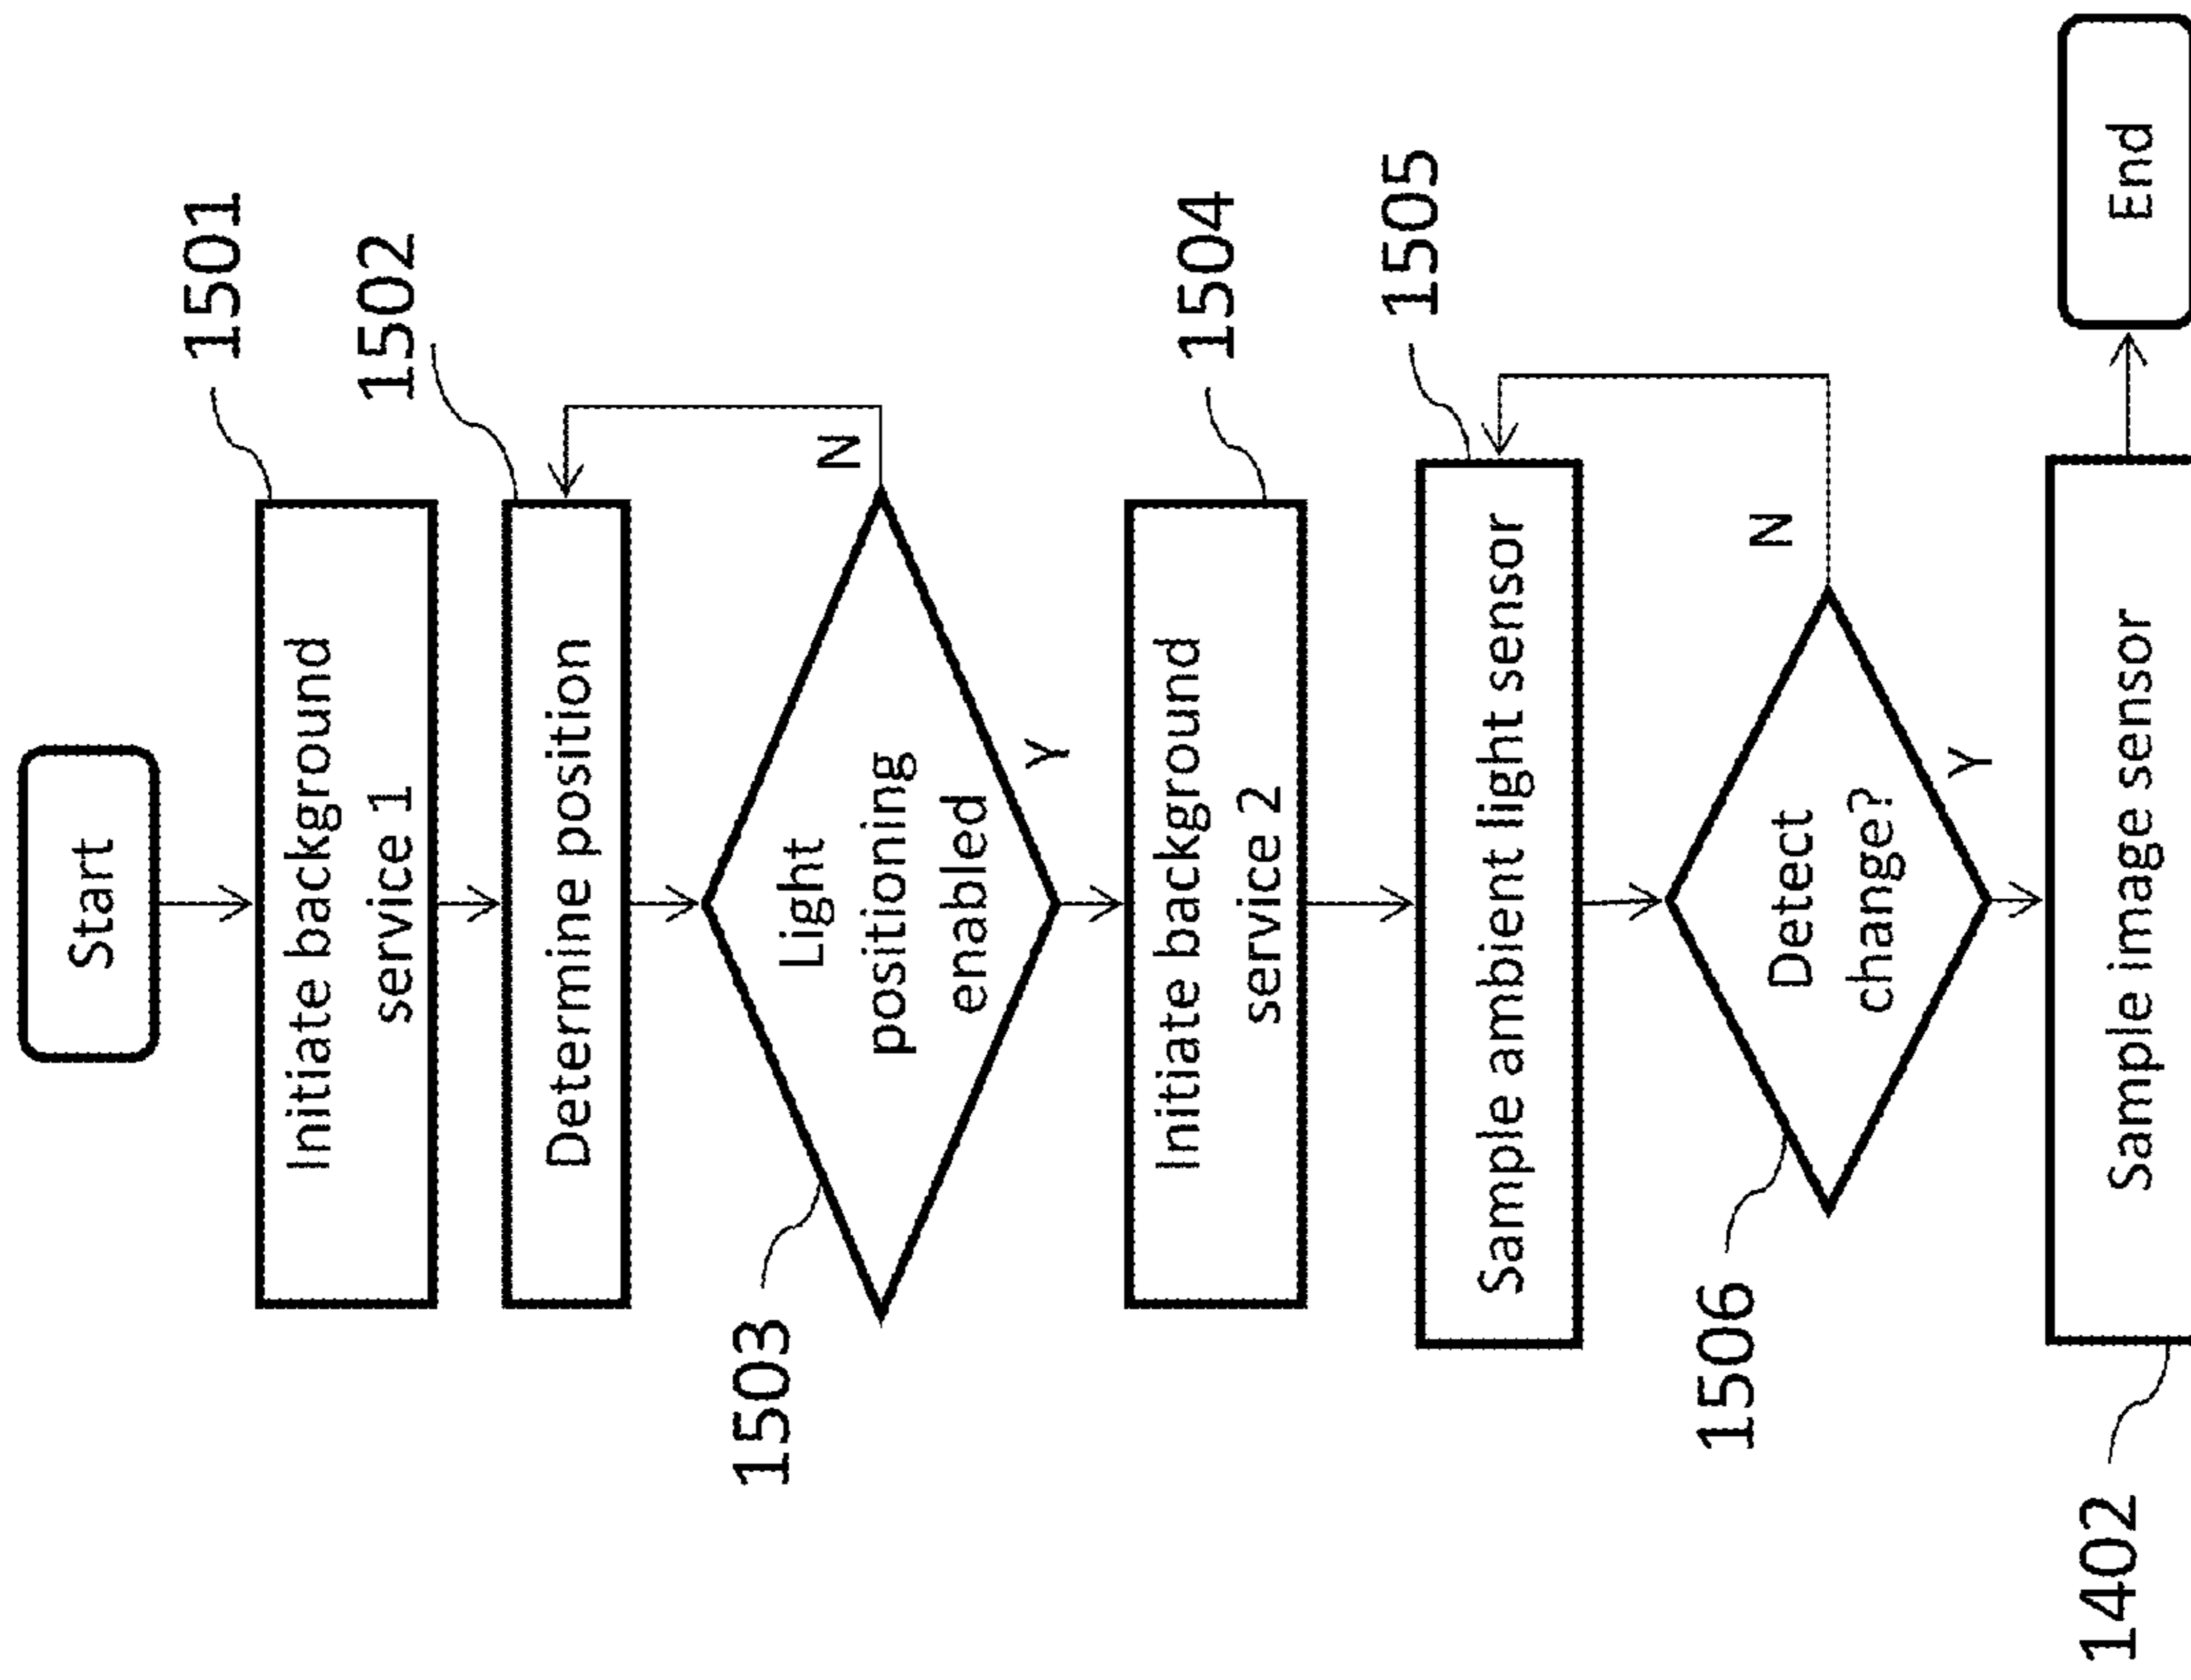 Start
1501
Initiate background
service 1
1502
Determine position
1503
Light
positioning
enabled
N
Y
1504
Initiate background
service 2
1505
Sample ambient light sensor
1506
Detect
change?
N
Y
1402
Sample image sensor
End